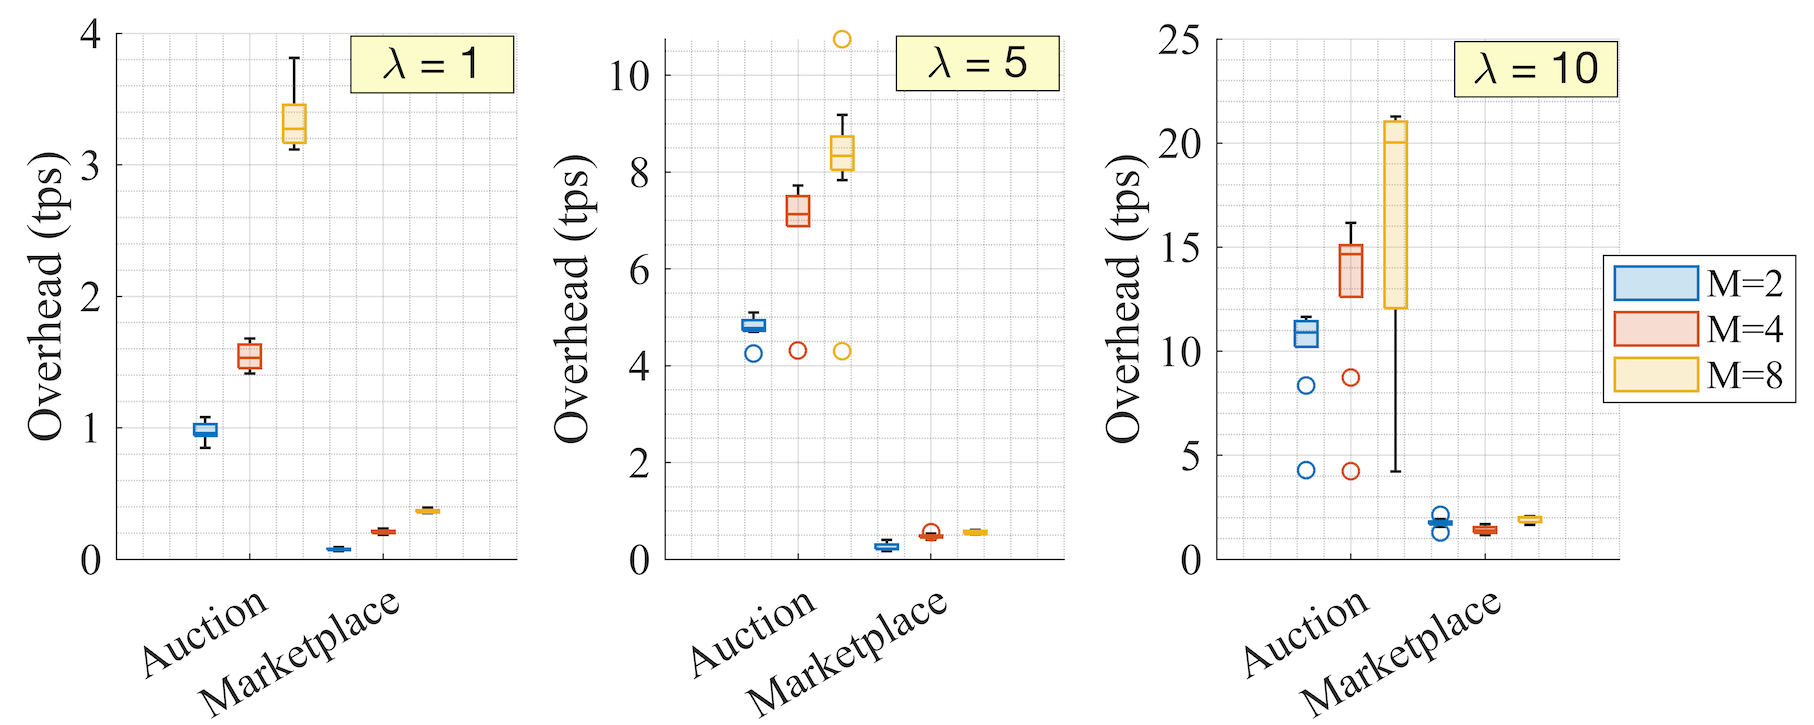 λ = 1
Overhead (tps)
4
3
2
1
0
Auction
Marketplace
λ = 5
Overhead (tps)
10
8
6
4
2
0
Auction
Marketplace
λ = 10
Overhead (tps)
25
20
15
10
5
0
Auction
Marketplace
M=2
M=4
M=8